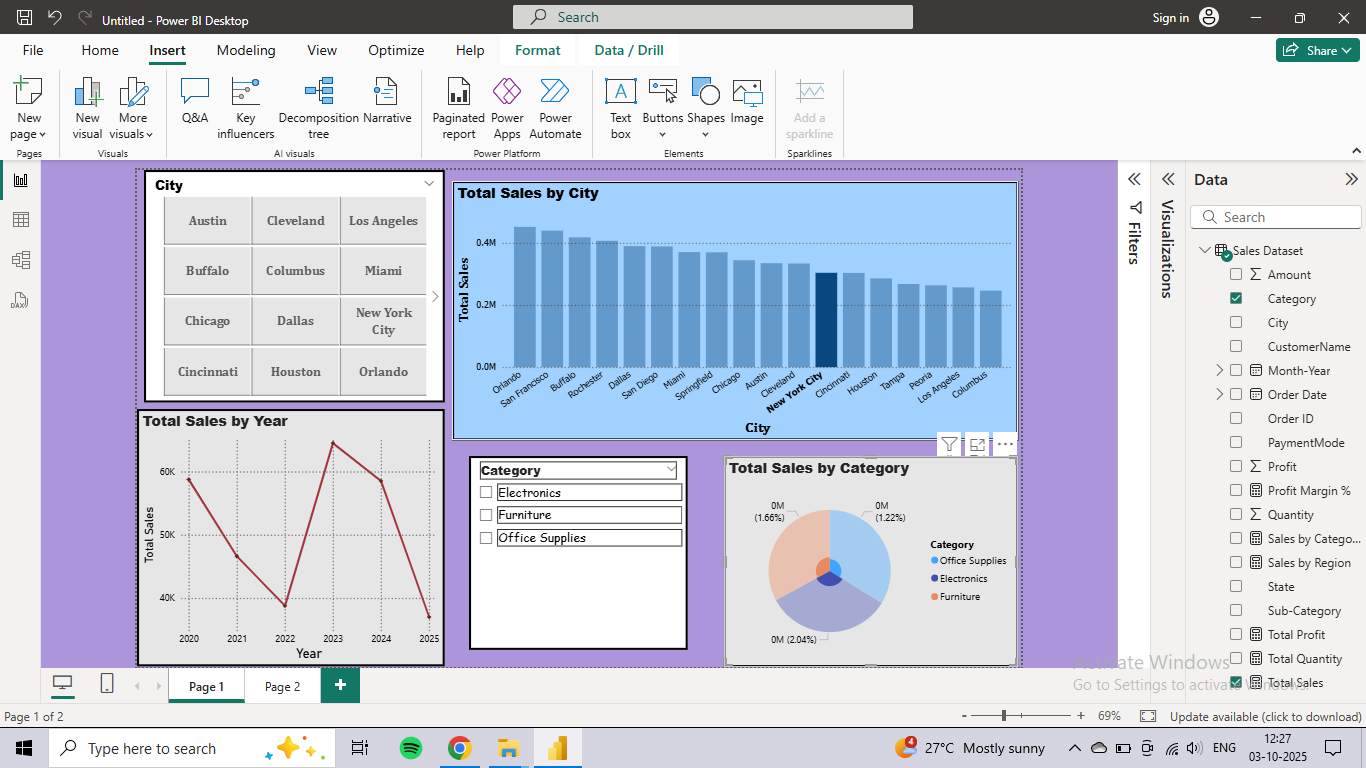 Untitled - Power BI Desktop
Search
Sign in
File Home Insert Modeling View Optimize Help Format Data / Drill
Share
New page
New visual
More visuals
Q&A
Key influencers
Decomposition tree
Narrative
Paginated report
Power Apps
Power Automate
Text box
Buttons
Shapes
Image
Add a sparkline
Pages Visuals AI visuals Power Platform Elements Sparklines
City
Austin Cleveland Los Angeles
Buffalo Columbus Miami
Chicago Dallas New York City
Cincinnati Houston Orlando
Total Sales by City
Total Sales
0.4M
0.2M
0.0M
Orlando San Francisco Buffalo Rochester Dallas San Diego Miami Springfield Chicago Austin Cleveland New York City Cincinnati Houston Tampa Peoria Los Angeles Columbus
City
Total Sales by Year
Total Sales
60K
50K
40K
2020 2021 2022 2023 2024 2025
Year
Category
Electronics
Furniture
Office Supplies
Total Sales by Category
0M (1.66%)
0M (1.22%)
0M (2.04%)
Category
Office Supplies
Electronics
Furniture
Filters
Visualizations
Data
Search
Sales Dataset
Amount
Category
City
CustomerName
Month-Year
Order Date
Order ID
PaymentMode
Profit
Profit Margin %
Quantity
Sales by Catego...
Sales by Region
State
Sub-Category
Total Profit
Total Quantity
Total Sales
Activate Windows
Go to Settings to activate Windows.
Page 1 Page 2 +
Page 1 of 2
- + 69%
Update available (click to download)
Type here to search
4
27°C Mostly sunny
ENG
12:27
03-10-2025